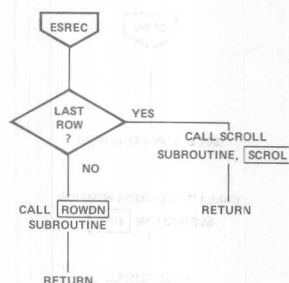 ESREC
LAST
ROW
?
YES
NO
CALL SCROLL
SUBROUTINE, SCROL
RETURN
CALL ROWDN
SUBROUTINE
RETURN